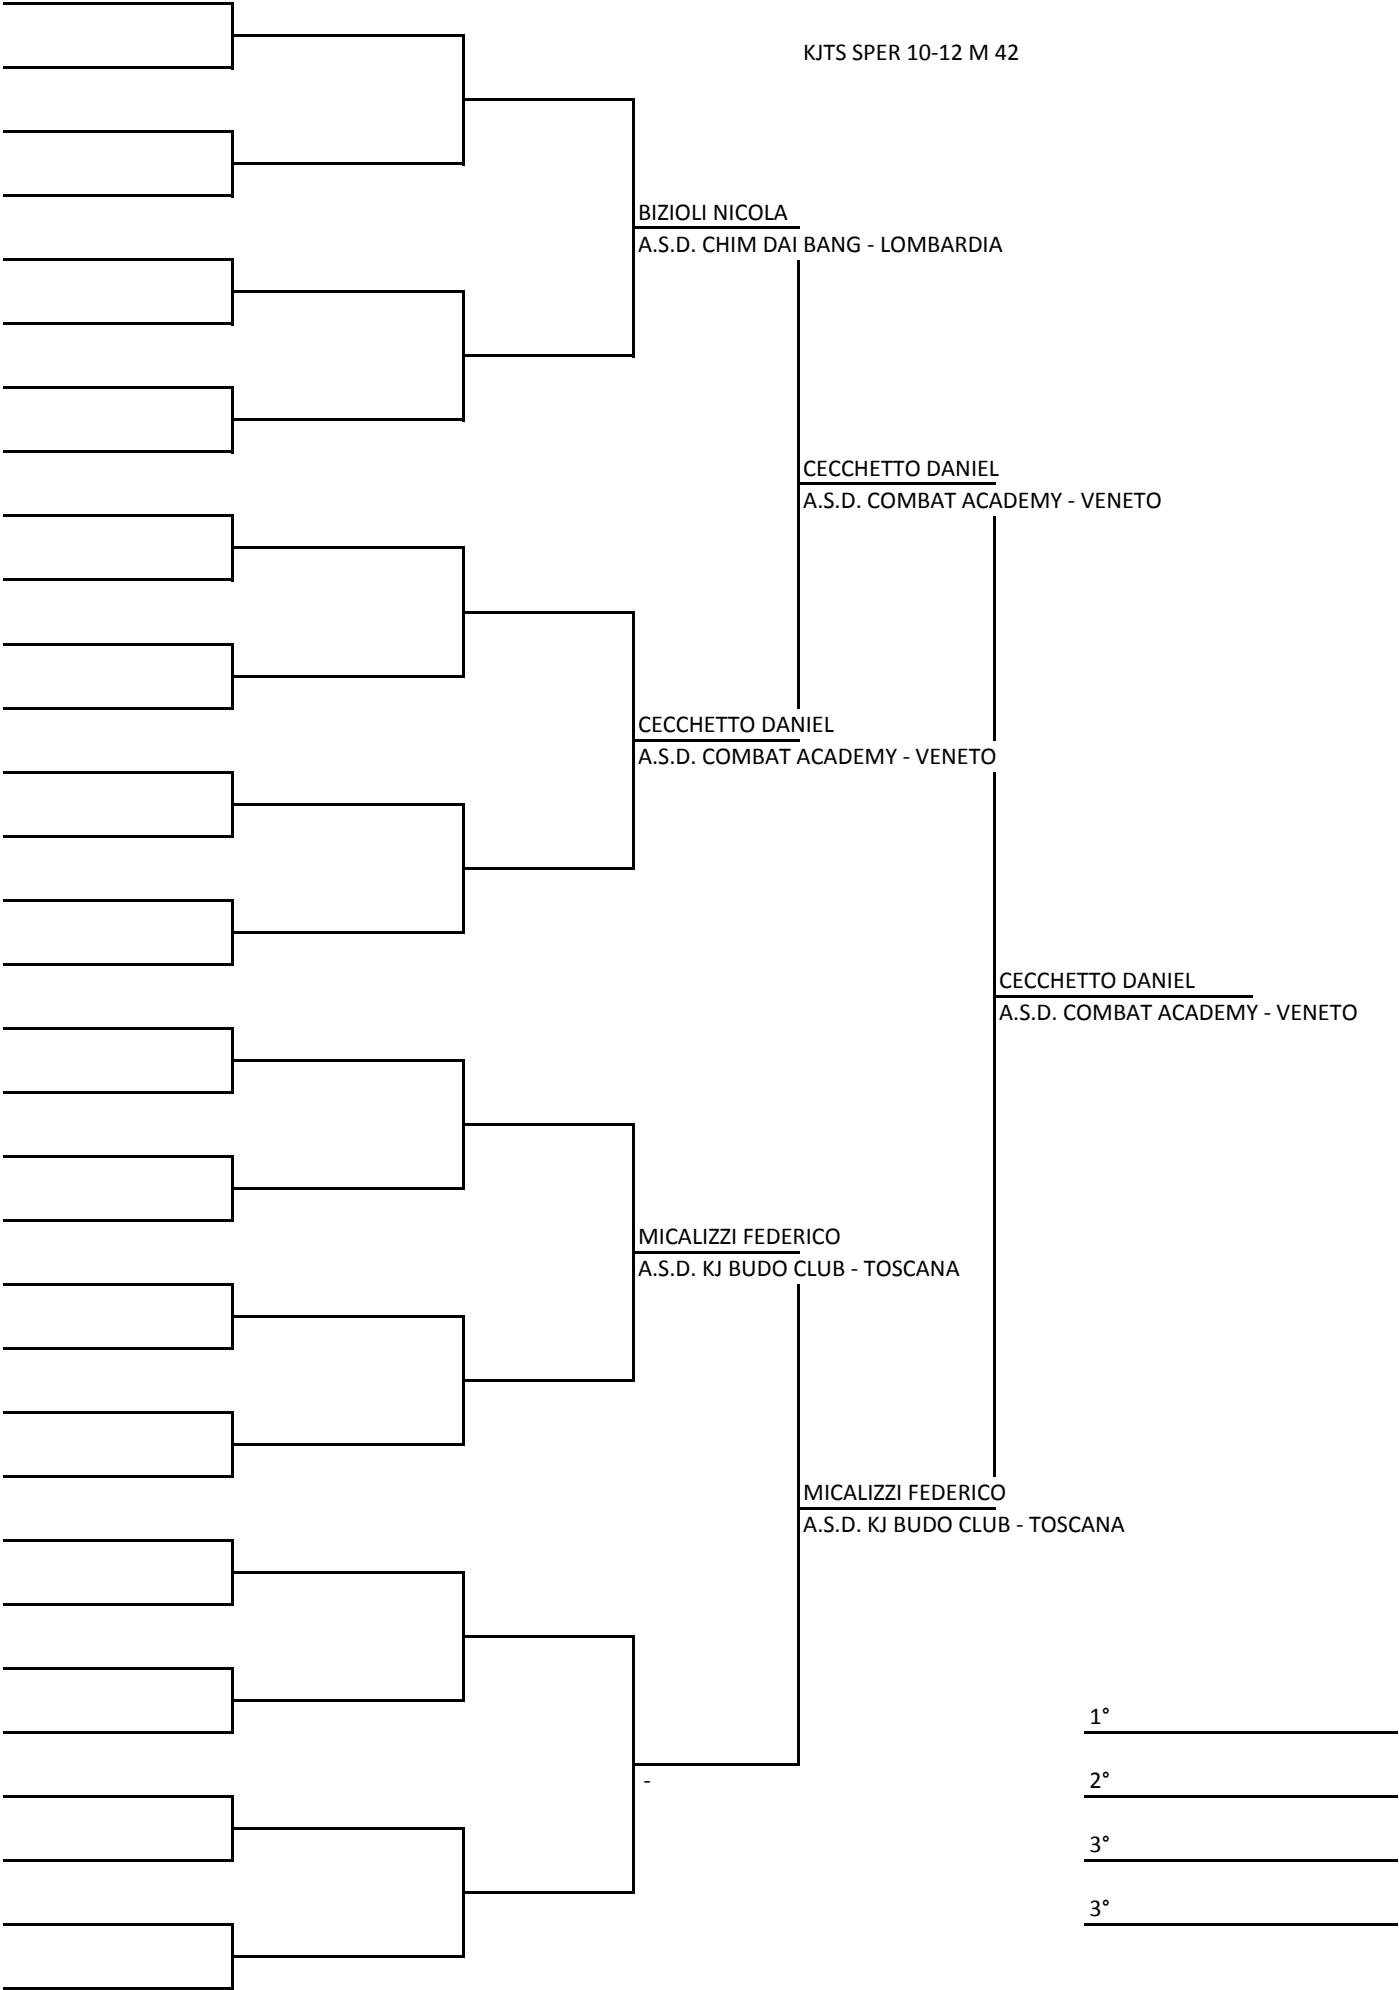 KJTS SPER 10-12 M 42
BIZIOLI NICOLA
A.S.D. CHIM DAI BANG - LOMBARDIA
CECCHETTO DANIEL
A.S.D. COMBAT ACADEMY - VENETO
CECCHETTO DANIEL
A.S.D. COMBAT ACADEMY - VENETO
CECCHETTO DANIEL
A.S.D. COMBAT ACADEMY - VENETO
MICALIZZI FEDERICO
A.S.D. KJ BUDO CLUB - TOSCANA
MICALIZZI FEDERICO
A.S.D. KJ BUDO CLUB - TOSCANA
1°
-
2°
3°
3°